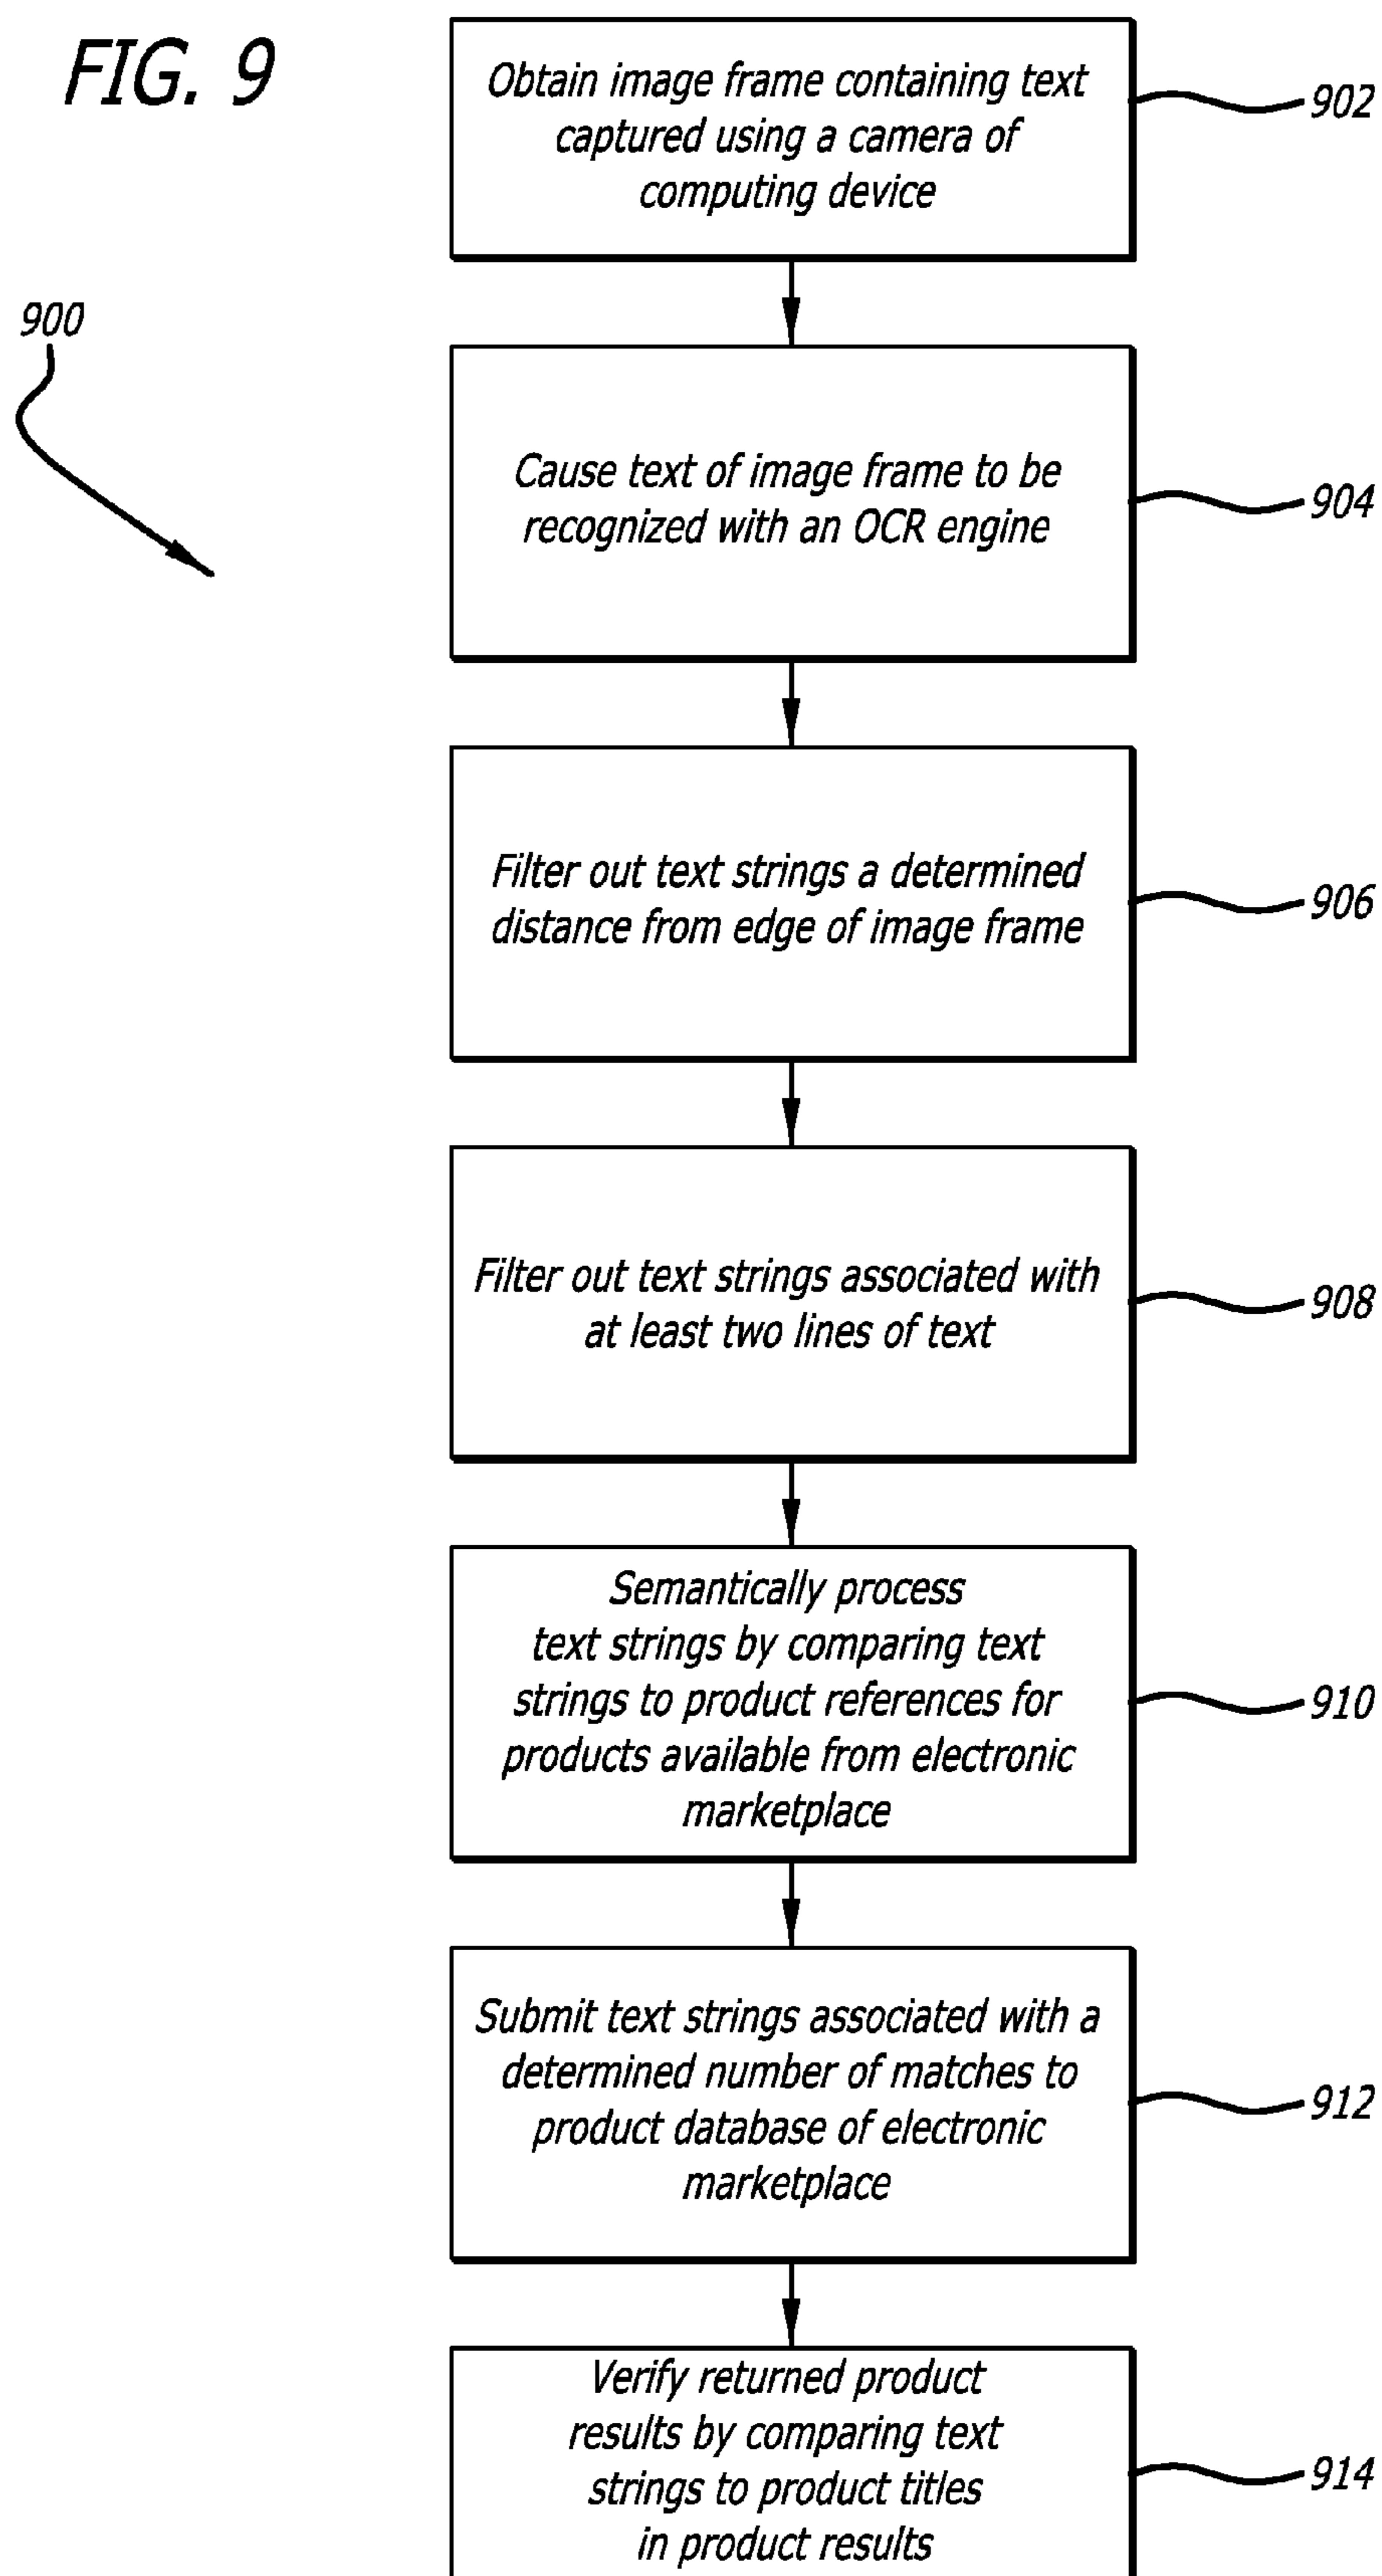 FIG. 9
900
Obtain image frame containing text
captured using a camera of
computing device
902
Cause text of image frame to be
recognized with an OCR engine
904
Filter out text strings a determined
distance from edge of image frame
906
Filter out text strings associated with
at least two lines of text
908
Semantically process
text strings by comparing text
strings to product references for
products available from electronic
marketplace
910
Submit text strings associated with a
determined number of matches to
product database of electronic
marketplace
912
Verify returned product
results by comparing text
strings to product titles
in product results
914